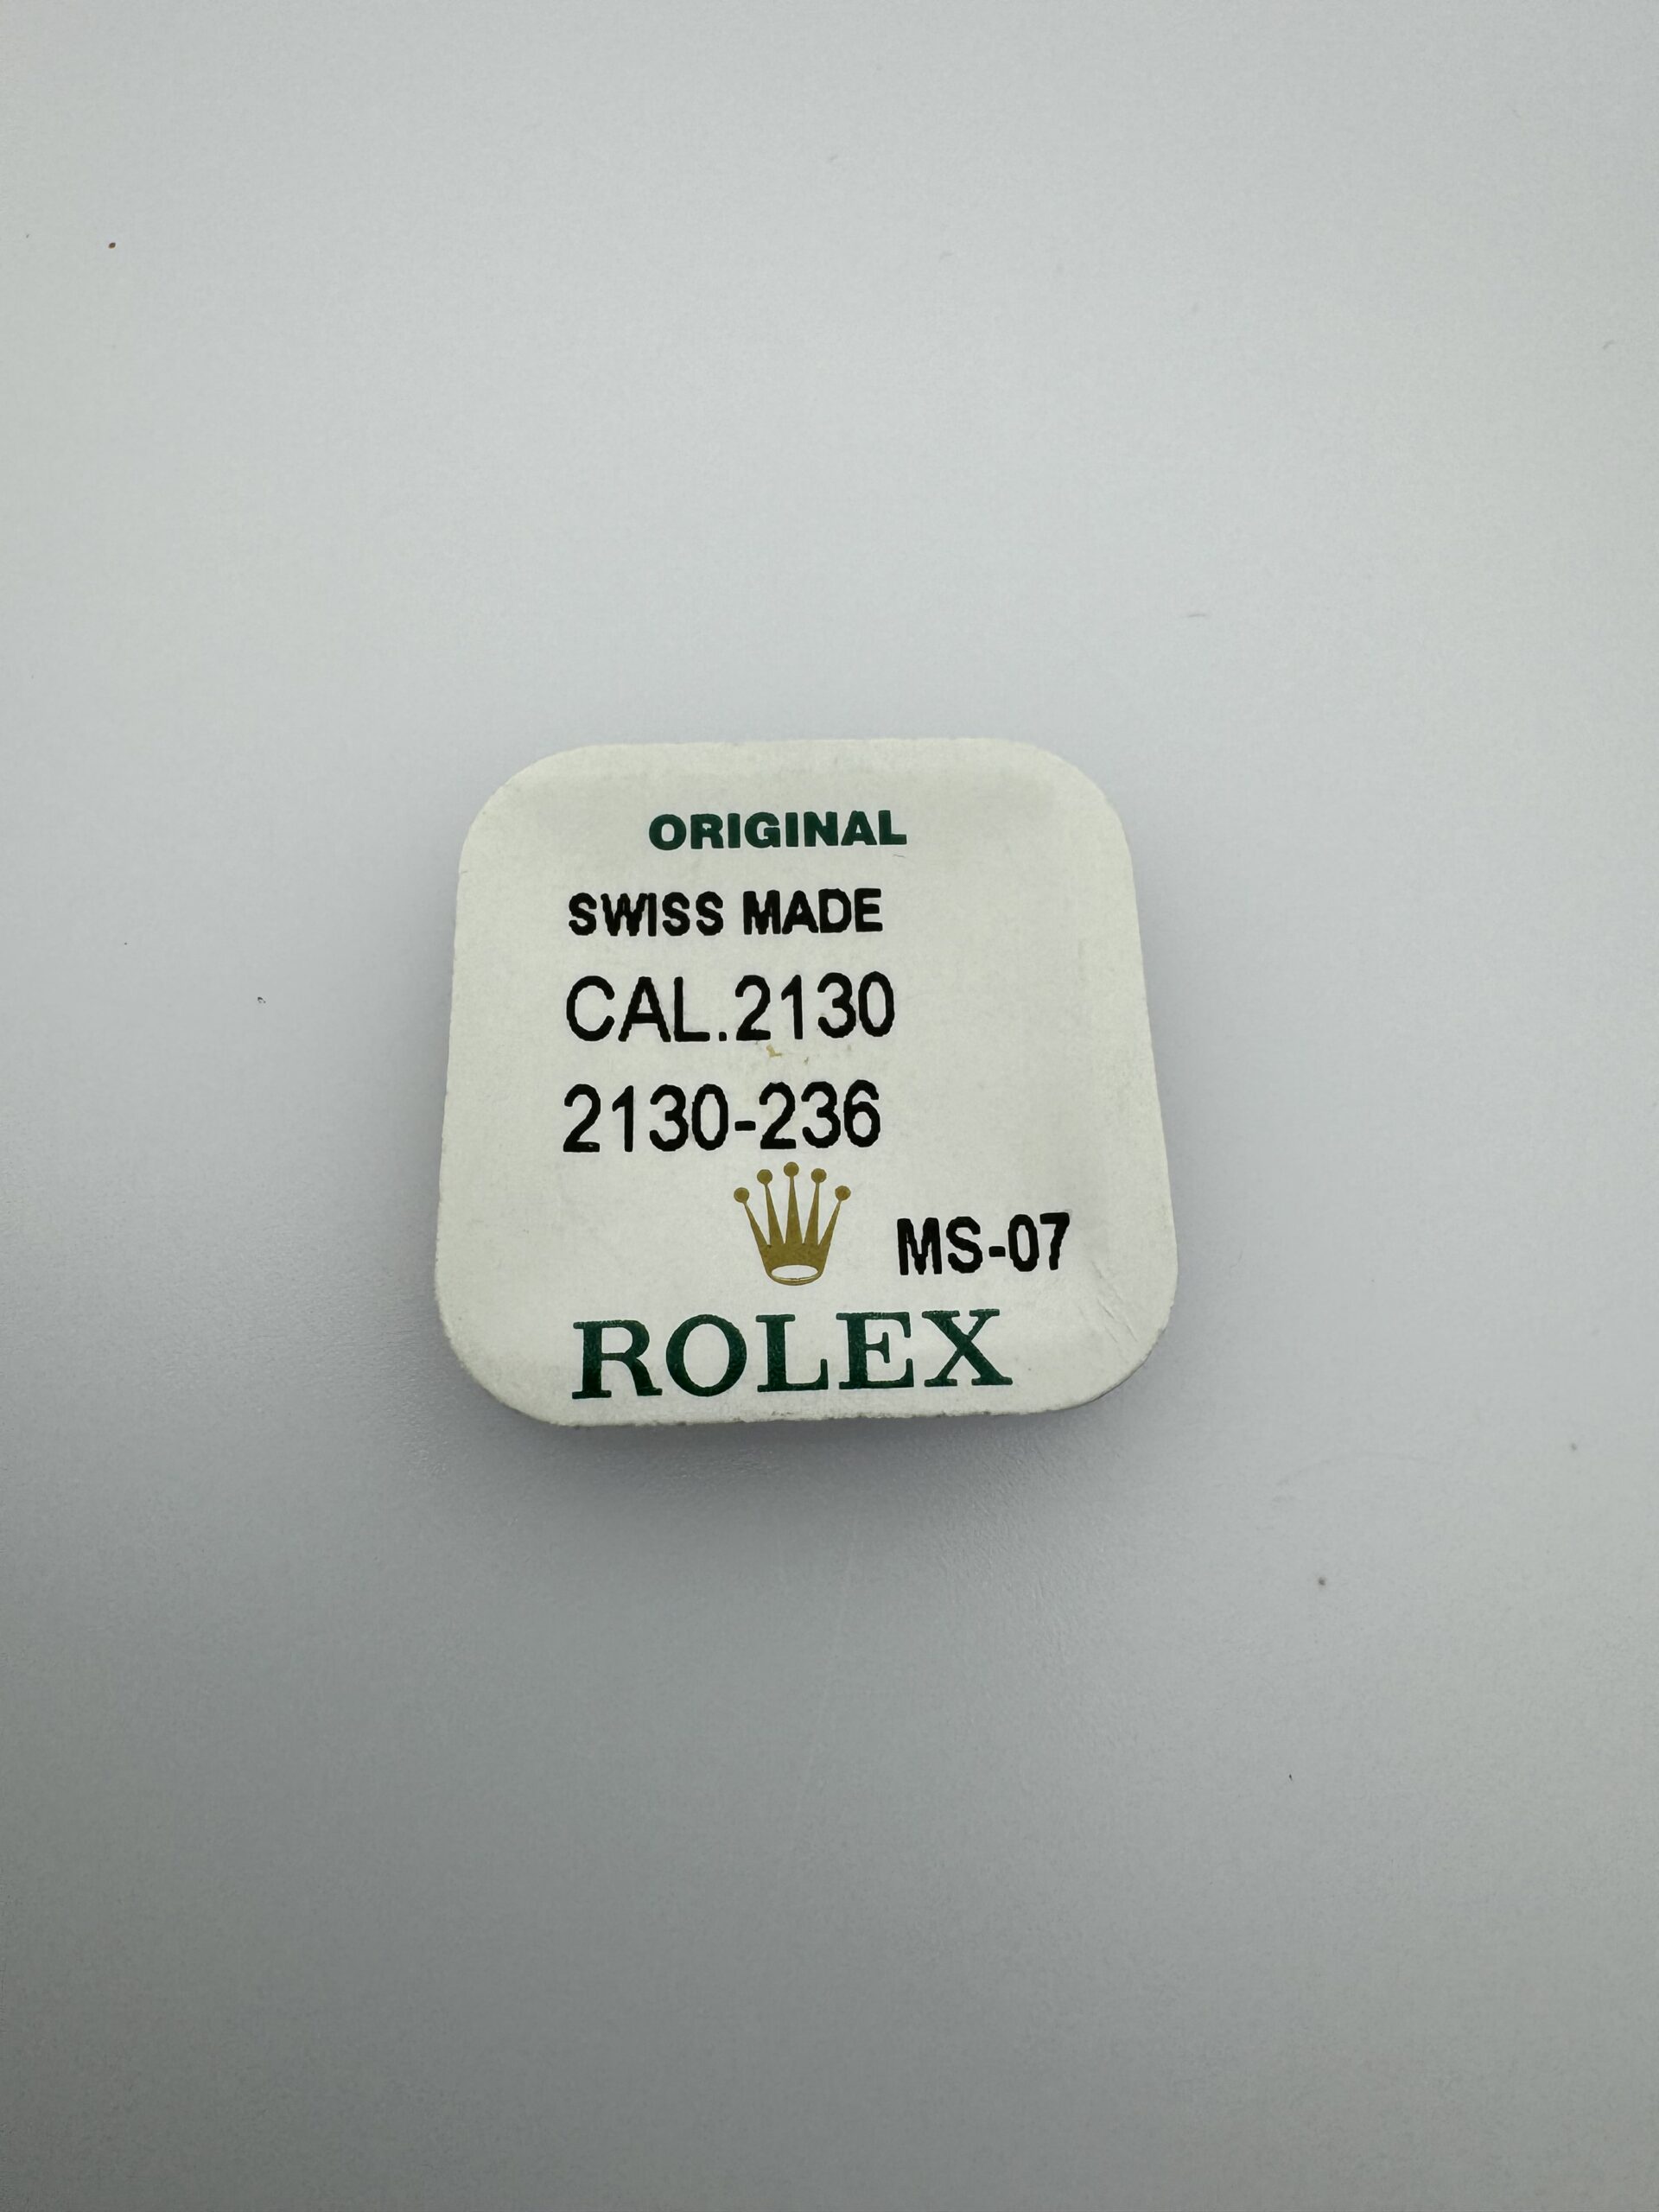 ORIGINAL
SWISS MADE
CAL.2130
2130-236
MS-07
ROLEX